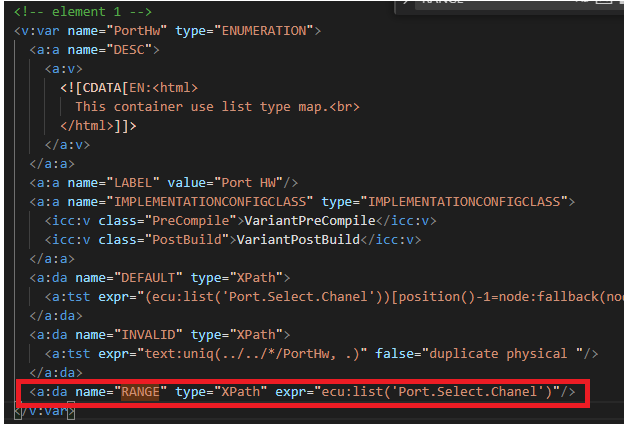 <!-- element 1 -->
<v:var name="PortHw" type="ENUMERATION">
<a:a name="DESC">
<a:v>
<![CDATA[EN:<html>
This container use list type map.<br>
</html>]]>
</a:v>
</a:a>
<a:a name="LABEL" value="Port HW"/>
<a:a name="IMPLEMENTATIONCONFIGCLASS" type="IMPLEMENTATIONCONFIGCLASS">
<icc:v class="PreCompile">VariantPreCompile</icc:v>
<icc:v class="PostBuild">VariantPostBuild</icc:v>
</a:a>
<a:da name="DEFAULT" type="XPath">
<a:tst expr="(ecu:list('Port.Select.Chanel'))[position()-1=node:fallback(no
</a:da>
<a:da name="INVALID" type="XPath">
<a:tst expr="text:uniq(../../*/PortHw, .)" false="duplicate physical "/>
</a:da>
<a:da name="RANGE" type="XPath" expr="ecu:list('Port.Select.Chanel')"/>
</v:var>